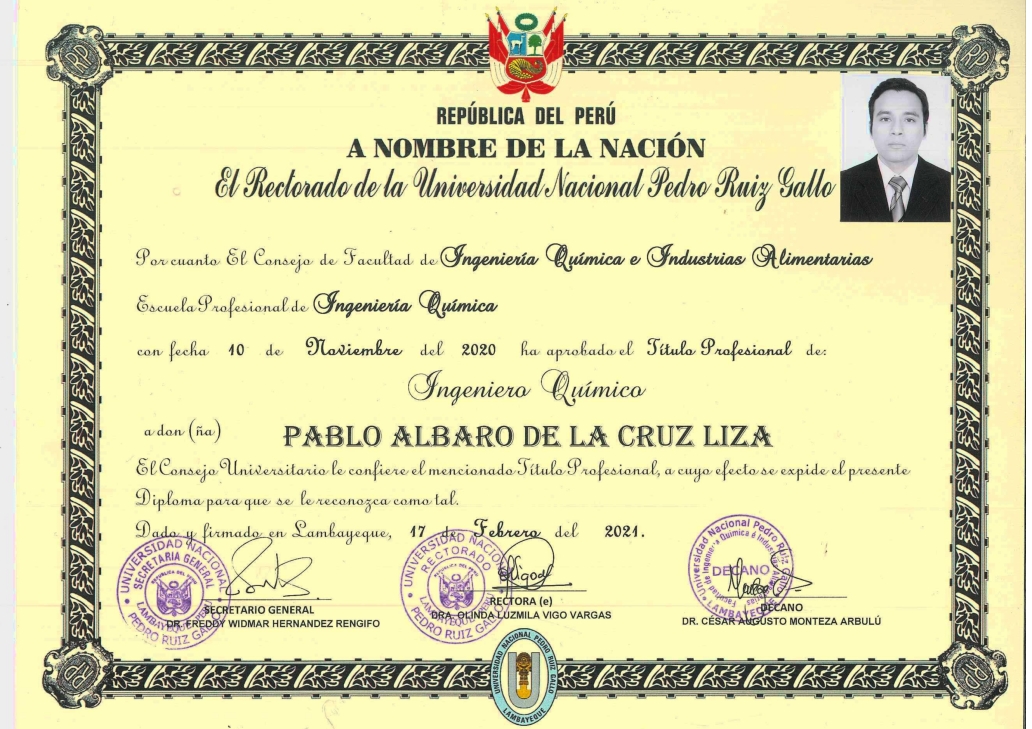 REPÚBLICA DEL PERÚ
A NOMBRE DE LA NACIÓN
El Rectorado de la Universidad Nacional Pedro Ruiz Gallo
Por cuanto El Consejo de Facultad de Ingeniería Química e Industrias Alimentarias
Escuela Profesional de Ingeniería Química
con fecha 10 de Noviembre del 2020 ha aprobado el Título Profesional de:
Ingeniero Químico
a don (ña) PABLO ALBARO DE LA CRUZ LIZA
El Consejo Universitario le confiere el mencionado Título Profesional, a cuyo efecto se expide el presente
Diploma para que se le reconozca como tal.
Dado y firmado en Lambayeque, 17 de Febrero del 2021.
UNIVERSIDAD NACIONAL
SECRETARIA GENERAL
LAMBAYEQUE
PEDRO RUIZ GALLO
SECRETARIO GENERAL
DR. FREDDY WIDMAR HERNANDEZ RENGIFO
UNIVERSIDAD NACIONAL
RECTORADO
LAMBAYEQUE
PEDRO RUIZ GALLO
RECTORA (e)
DRA. OLINDA LUZMILA VIGO VARGAS
Universidad Nacional Pedro Ruiz Gallo
DECANO
LAMBAYEQUE
DECANO
DR. CÉSAR AUGUSTO MONTEZA ARBULÚ
UNIVERSIDAD NACIONAL PEDRO RUIZ GALLO
LAMBAYEQUE